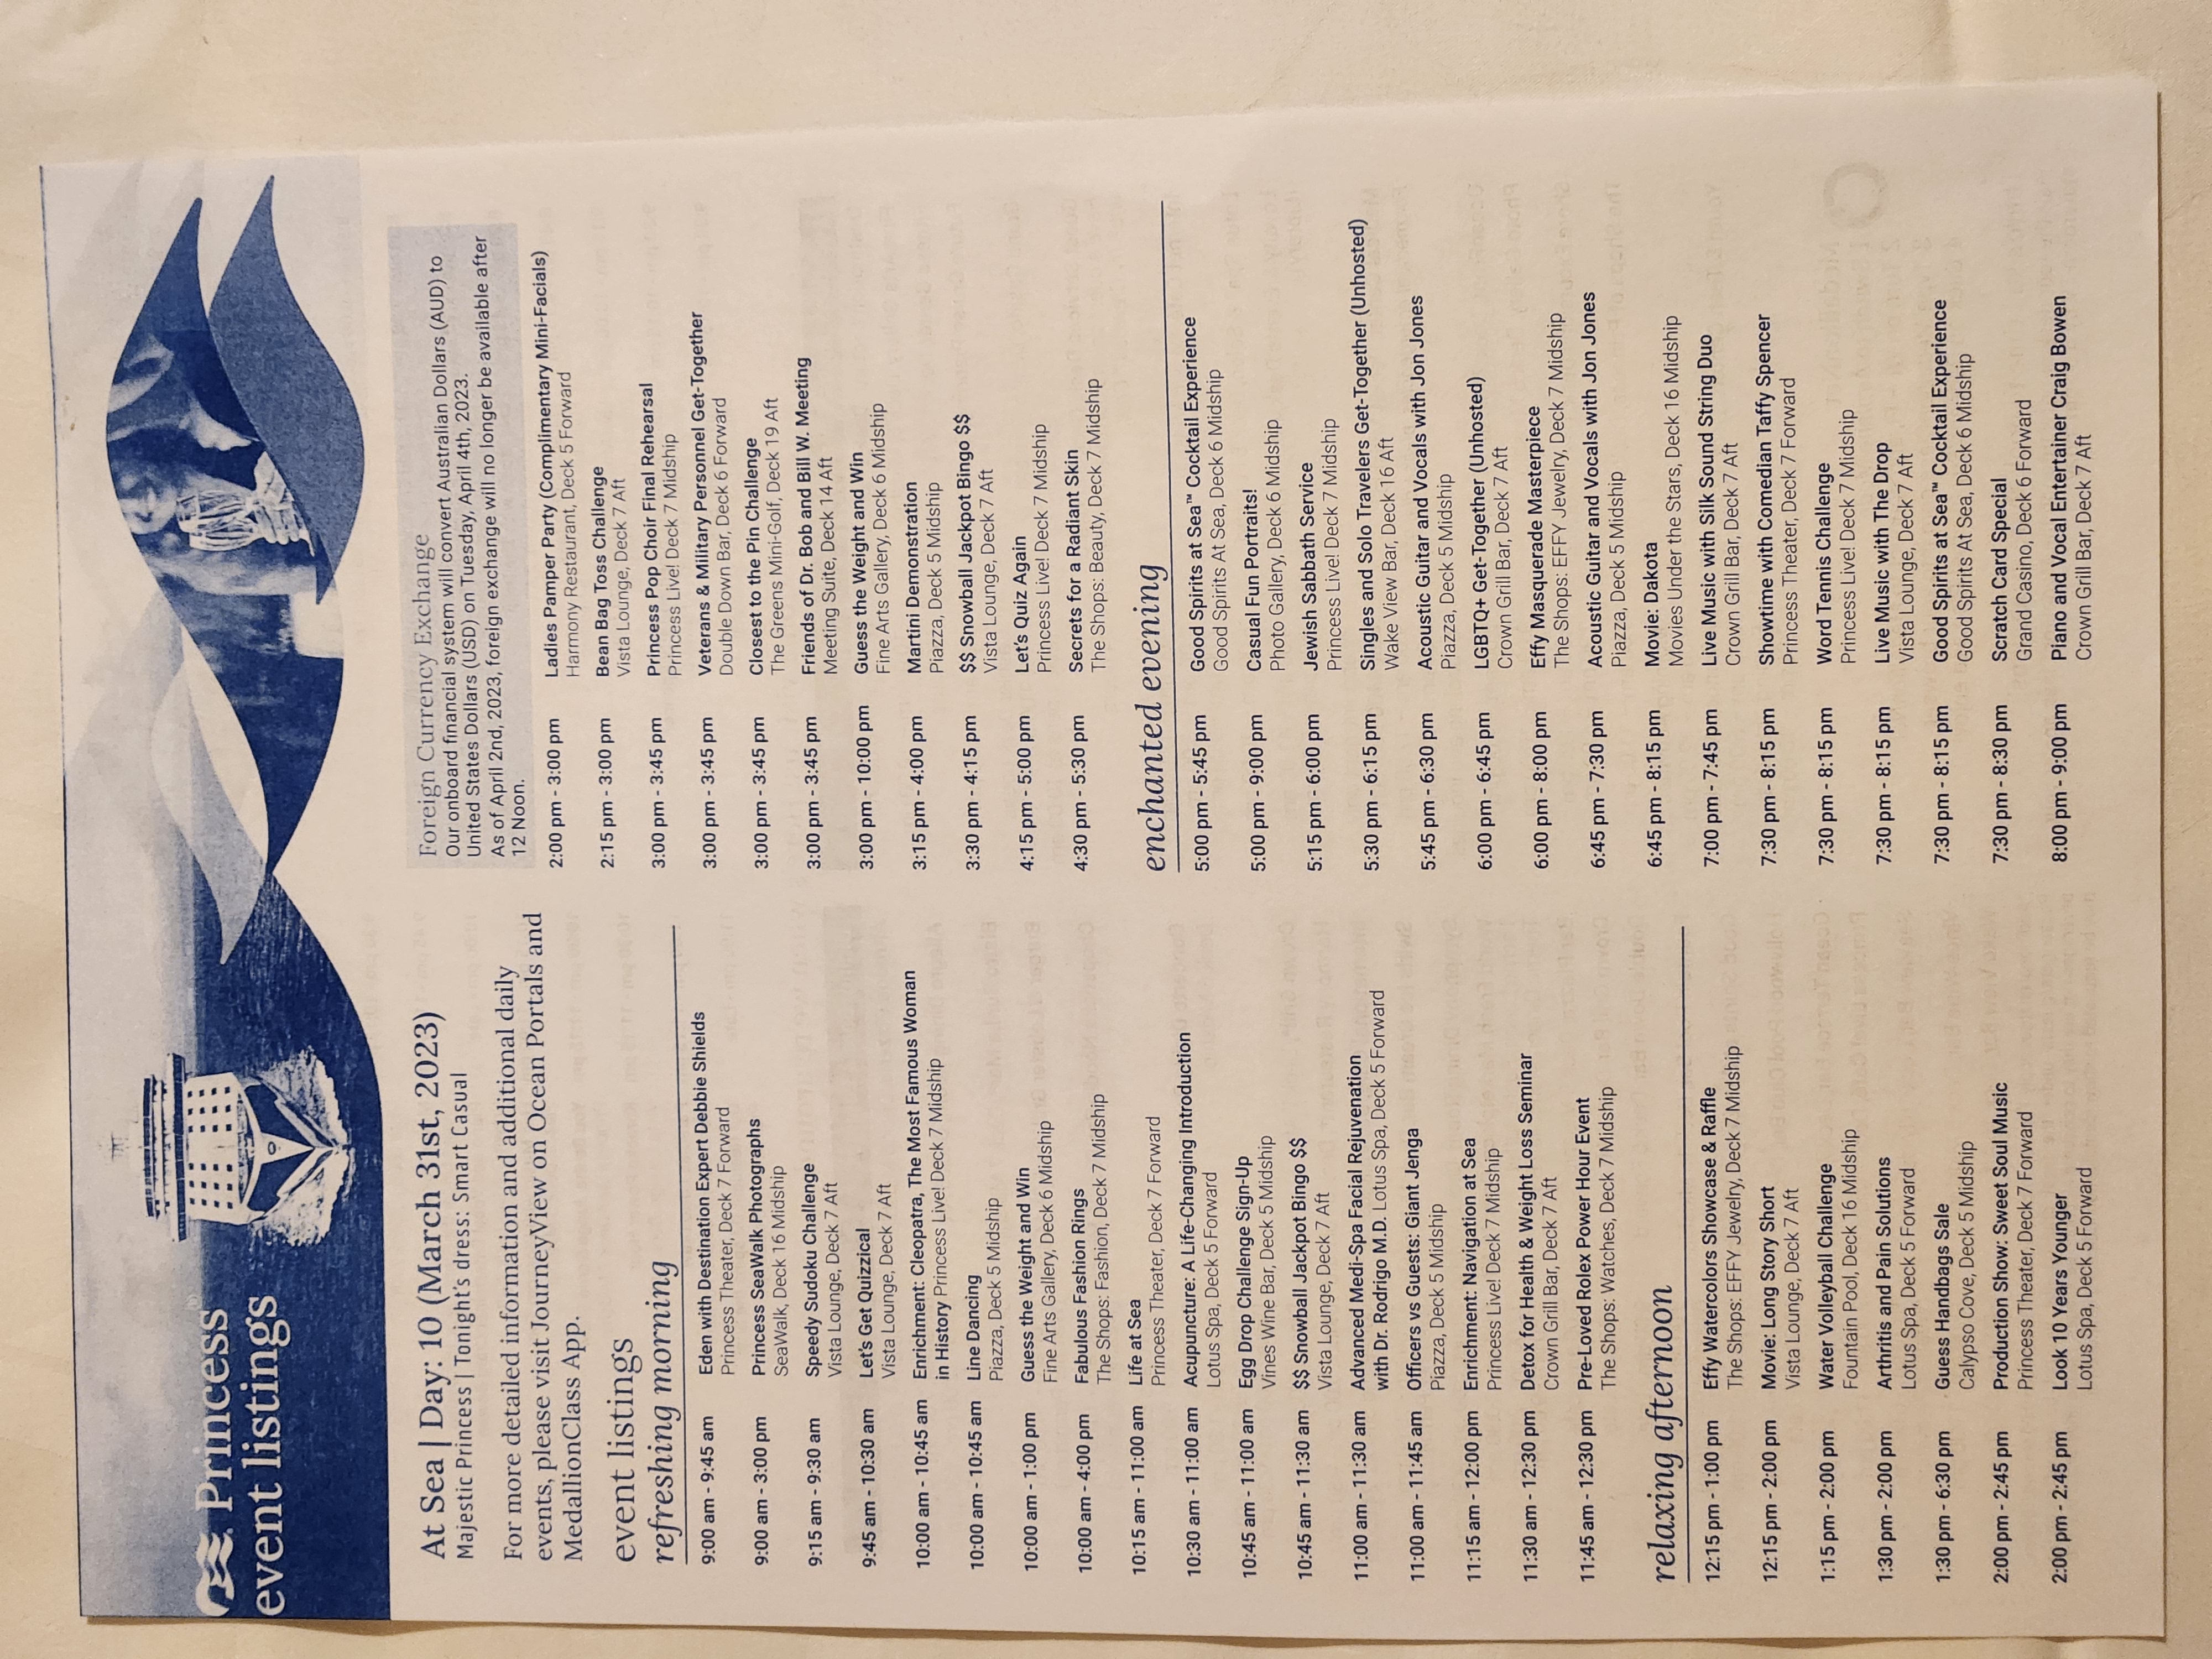 Princess®
event listings
At Sea | Day: 10 (March 31st, 2023)
Majestic Princess | Tonight's dress: Smart Casual
For more detailed information and additional daily
events, please visit JourneyView on Ocean Portals and
MedallionClass App.
event listings
refreshing morning
9:00 am - 9:45 am Eden with Destination Expert Debbie Shields
Princess Theater, Deck 7 Forward
9:00 am - 3:00 pm Princess SeaWalk Photographs
SeaWalk, Deck 16 Midship
9:15 am - 9:30 am Speedy Sudoku Challenge
Vista Lounge, Deck 7 Aft
9:45 am - 10:30 am Let's Get Quizzical
Vista Lounge, Deck 7 Aft
10:00 am - 10:45 am Enrichment: Cleopatra, The Most Famous Woman
in History Princess Live! Deck 7 Midship
10:00 am - 10:45 am Line Dancing
Piazza, Deck 5 Midship
10:00 am - 1:00 pm Guess the Weight and Win
Fine Arts Gallery, Deck 6 Midship
10:00 am - 4:00 pm Fabulous Fashion Rings
The Shops: Fashion, Deck 7 Midship
10:15 am - 11:00 am Life at Sea
Princess Theater, Deck 7 Forward
10:30 am - 11:00 am Acupuncture: A Life-Changing Introduction
Lotus Spa, Deck 5 Forward
10:45 am - 11:00 am Egg Drop Challenge Sign-Up
Vines Wine Bar, Deck 5 Midship
10:45 am - 11:30 am $$ Snowball Jackpot Bingo $$
Vista Lounge, Deck 7 Aft
11:00 am - 11:30 am Advanced Medi-Spa Facial Rejuvenation
with Dr. Rodrigo M.D. Lotus Spa, Deck 5 Forward
11:00 am - 11:45 am Officers vs Guests: Giant Jenga
Piazza, Deck 5 Midship
11:15 am - 12:00 pm Enrichment: Navigation at Sea
Princess Live! Deck 7 Midship
11:30 am - 12:30 pm Detox for Health & Weight Loss Seminar
Crown Grill Bar, Deck 7 Aft
11:45 am - 12:30 pm Pre-Loved Rolex Power Hour Event
The Shops: Watches, Deck 7 Midship
relaxing afternoon
12:15 pm - 1:00 pm Effy Watercolors Showcase & Raffle
The Shops: EFFY Jewelry, Deck 7 Midship
12:15 pm - 2:00 pm Movie: Long Story Short
Vista Lounge, Deck 7 Aft
1:15 pm - 2:00 pm Water Volleyball Challenge
Fountain Pool, Deck 16 Midship
1:30 pm - 2:00 pm Arthritis and Pain Solutions
Lotus Spa, Deck 5 Forward
1:30 pm - 6:30 pm Guess Handbags Sale
Calypso Cove, Deck 5 Midship
2:00 pm - 2:45 pm Production Show: Sweet Soul Music
Princess Theater, Deck 7 Forward
2:00 pm - 2:45 pm Look 10 Years Younger
Lotus Spa, Deck 5 Forward
Foreign Currency Exchange
Our onboard financial system will convert Australian Dollars (AUD) to
United States Dollars (USD) on Tuesday, April 4th, 2023.
As of April 2nd, 2023, foreign exchange will no longer be available after
12 Noon.
2:00 pm - 3:00 pm Ladies Pamper Party (Complimentary Mini-Facials)
Harmony Restaurant, Deck 5 Forward
2:15 pm - 3:00 pm Bean Bag Toss Challenge
Vista Lounge, Deck 7 Aft
3:00 pm - 3:45 pm Princess Pop Choir Final Rehearsal
Princess Live! Deck 7 Midship
3:00 pm - 3:45 pm Veterans & Military Personnel Get-Together
Double Down Bar, Deck 6 Forward
3:00 pm - 3:45 pm Closest to the Pin Challenge
The Greens Mini-Golf, Deck 19 Aft
3:00 pm - 3:45 pm Friends of Dr. Bob and Bill W. Meeting
Meeting Suite, Deck 14 Aft
3:00 pm - 10:00 pm Guess the Weight and Win
Fine Arts Gallery, Deck 6 Midship
3:15 pm - 4:00 pm Martini Demonstration
Piazza, Deck 5 Midship
3:30 pm - 4:15 pm $$ Snowball Jackpot Bingo $$
Vista Lounge, Deck 7 Aft
4:15 pm - 5:00 pm Let's Quiz Again
Princess Live! Deck 7 Midship
4:30 pm - 5:30 pm Secrets for a Radiant Skin
The Shops: Beauty, Deck 7 Midship
enchanted evening
5:00 pm - 5:45 pm Good Spirits at Sea™ Cocktail Experience
Good Spirits At Sea, Deck 6 Midship
5:00 pm - 9:00 pm Casual Fun Portraits!
Photo Gallery, Deck 6 Midship
5:15 pm - 6:00 pm Jewish Sabbath Service
Princess Live! Deck 7 Midship
5:30 pm - 6:15 pm Singles and Solo Travelers Get-Together (Unhosted)
Wake View Bar, Deck 16 Aft
5:45 pm - 6:30 pm Acoustic Guitar and Vocals with Jon Jones
Piazza, Deck 5 Midship
6:00 pm - 6:45 pm LGBTQ+ Get-Together (Unhosted)
Crown Grill Bar, Deck 7 Aft
6:00 pm - 8:00 pm Effy Masquerade Masterpiece
The Shops: EFFY Jewelry, Deck 7 Midship
6:45 pm - 7:30 pm Acoustic Guitar and Vocals with Jon Jones
Piazza, Deck 5 Midship
6:45 pm - 8:15 pm Movie: Dakota
Movies Under the Stars, Deck 16 Midship
7:00 pm - 7:45 pm Live Music with Silk Sound String Duo
Crown Grill Bar, Deck 7 Aft
7:30 pm - 8:15 pm Showtime with Comedian Taffy Spencer
Princess Theater, Deck 7 Forward
7:30 pm - 8:15 pm Word Tennis Challenge
Princess Live! Deck 7 Midship
7:30 pm - 8:15 pm Live Music with The Drop
Vista Lounge, Deck 7 Aft
7:30 pm - 8:15 pm Good Spirits at Sea™ Cocktail Experience
Good Spirits At Sea, Deck 6 Midship
7:30 pm - 8:30 pm Scratch Card Special
Grand Casino, Deck 6 Forward
8:00 pm - 9:00 pm Piano and Vocal Entertainer Craig Bowen
Crown Grill Bar, Deck 7 Aft